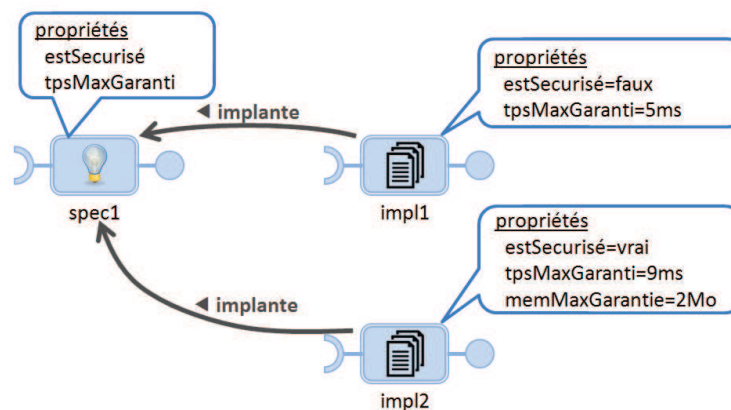 propriétés
estSecurisé
tpsMaxGaranti
◄ implante
propriétés
estSecurisé=faux
tpsMaxGaranti=5ms
spec1
impl1
propriétés
estSecurisé=vrai
tpsMaxGaranti=9ms
memMaxGarantie=2Mo
◄ implante
impl2